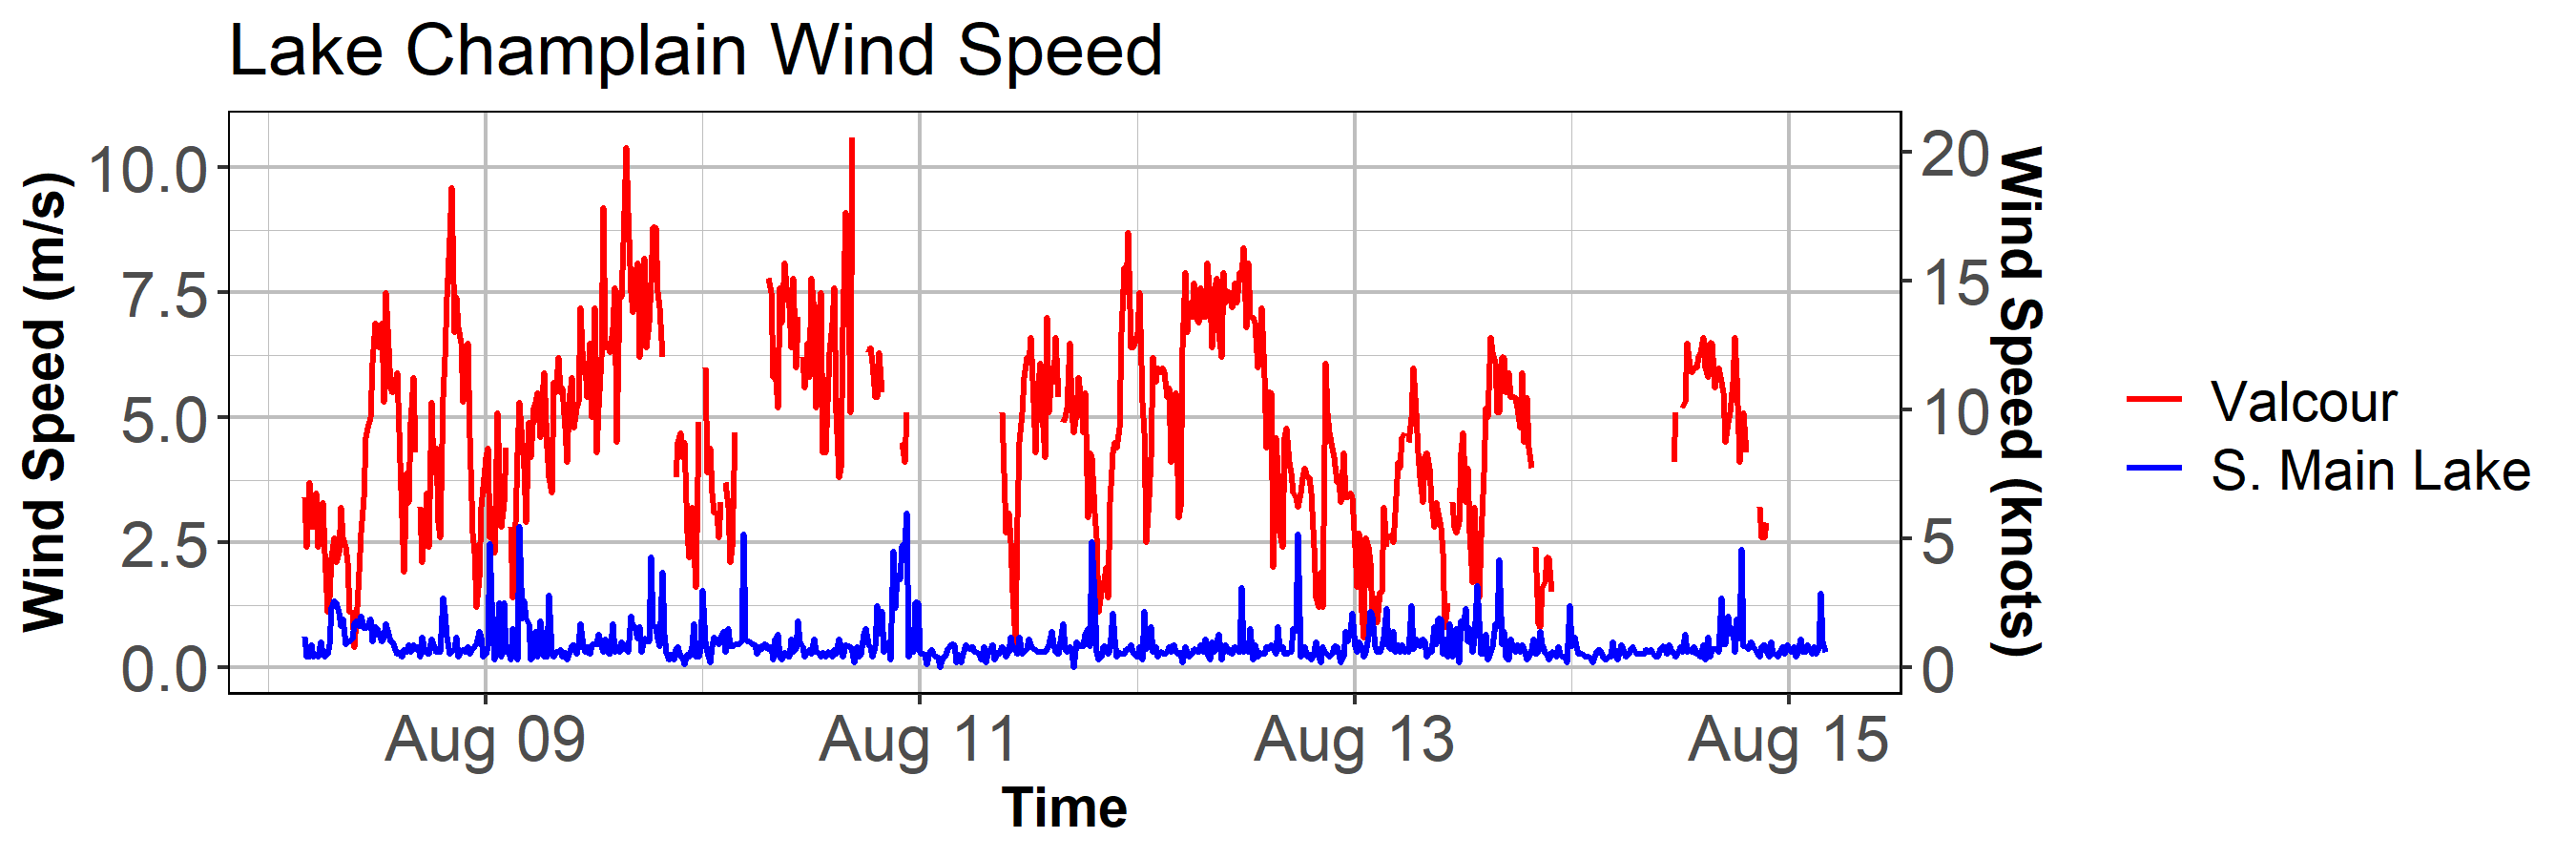 Lake Champlain Wind Speed
Wind Speed (m/s)
10.0
7.5
5.0
2.5
0.0
20
15
10
5
0
Wind Speed (knots)
Aug 09
Aug 11
Aug 13
Aug 15
Time
Valcour
S. Main Lake